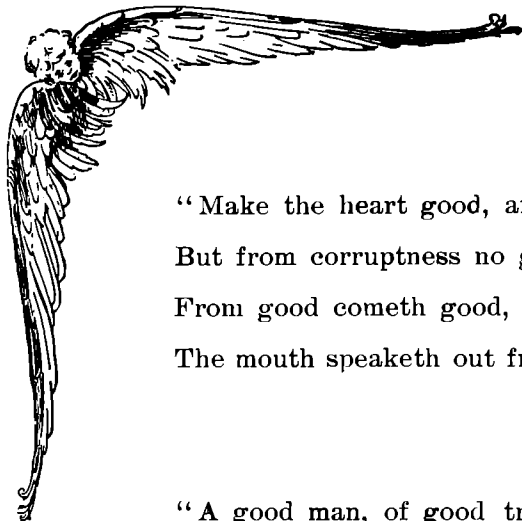 “Make the heart good, a
But from corruptness no g
From good cometh good,
The mouth speaketh out f
“A good man, of good t